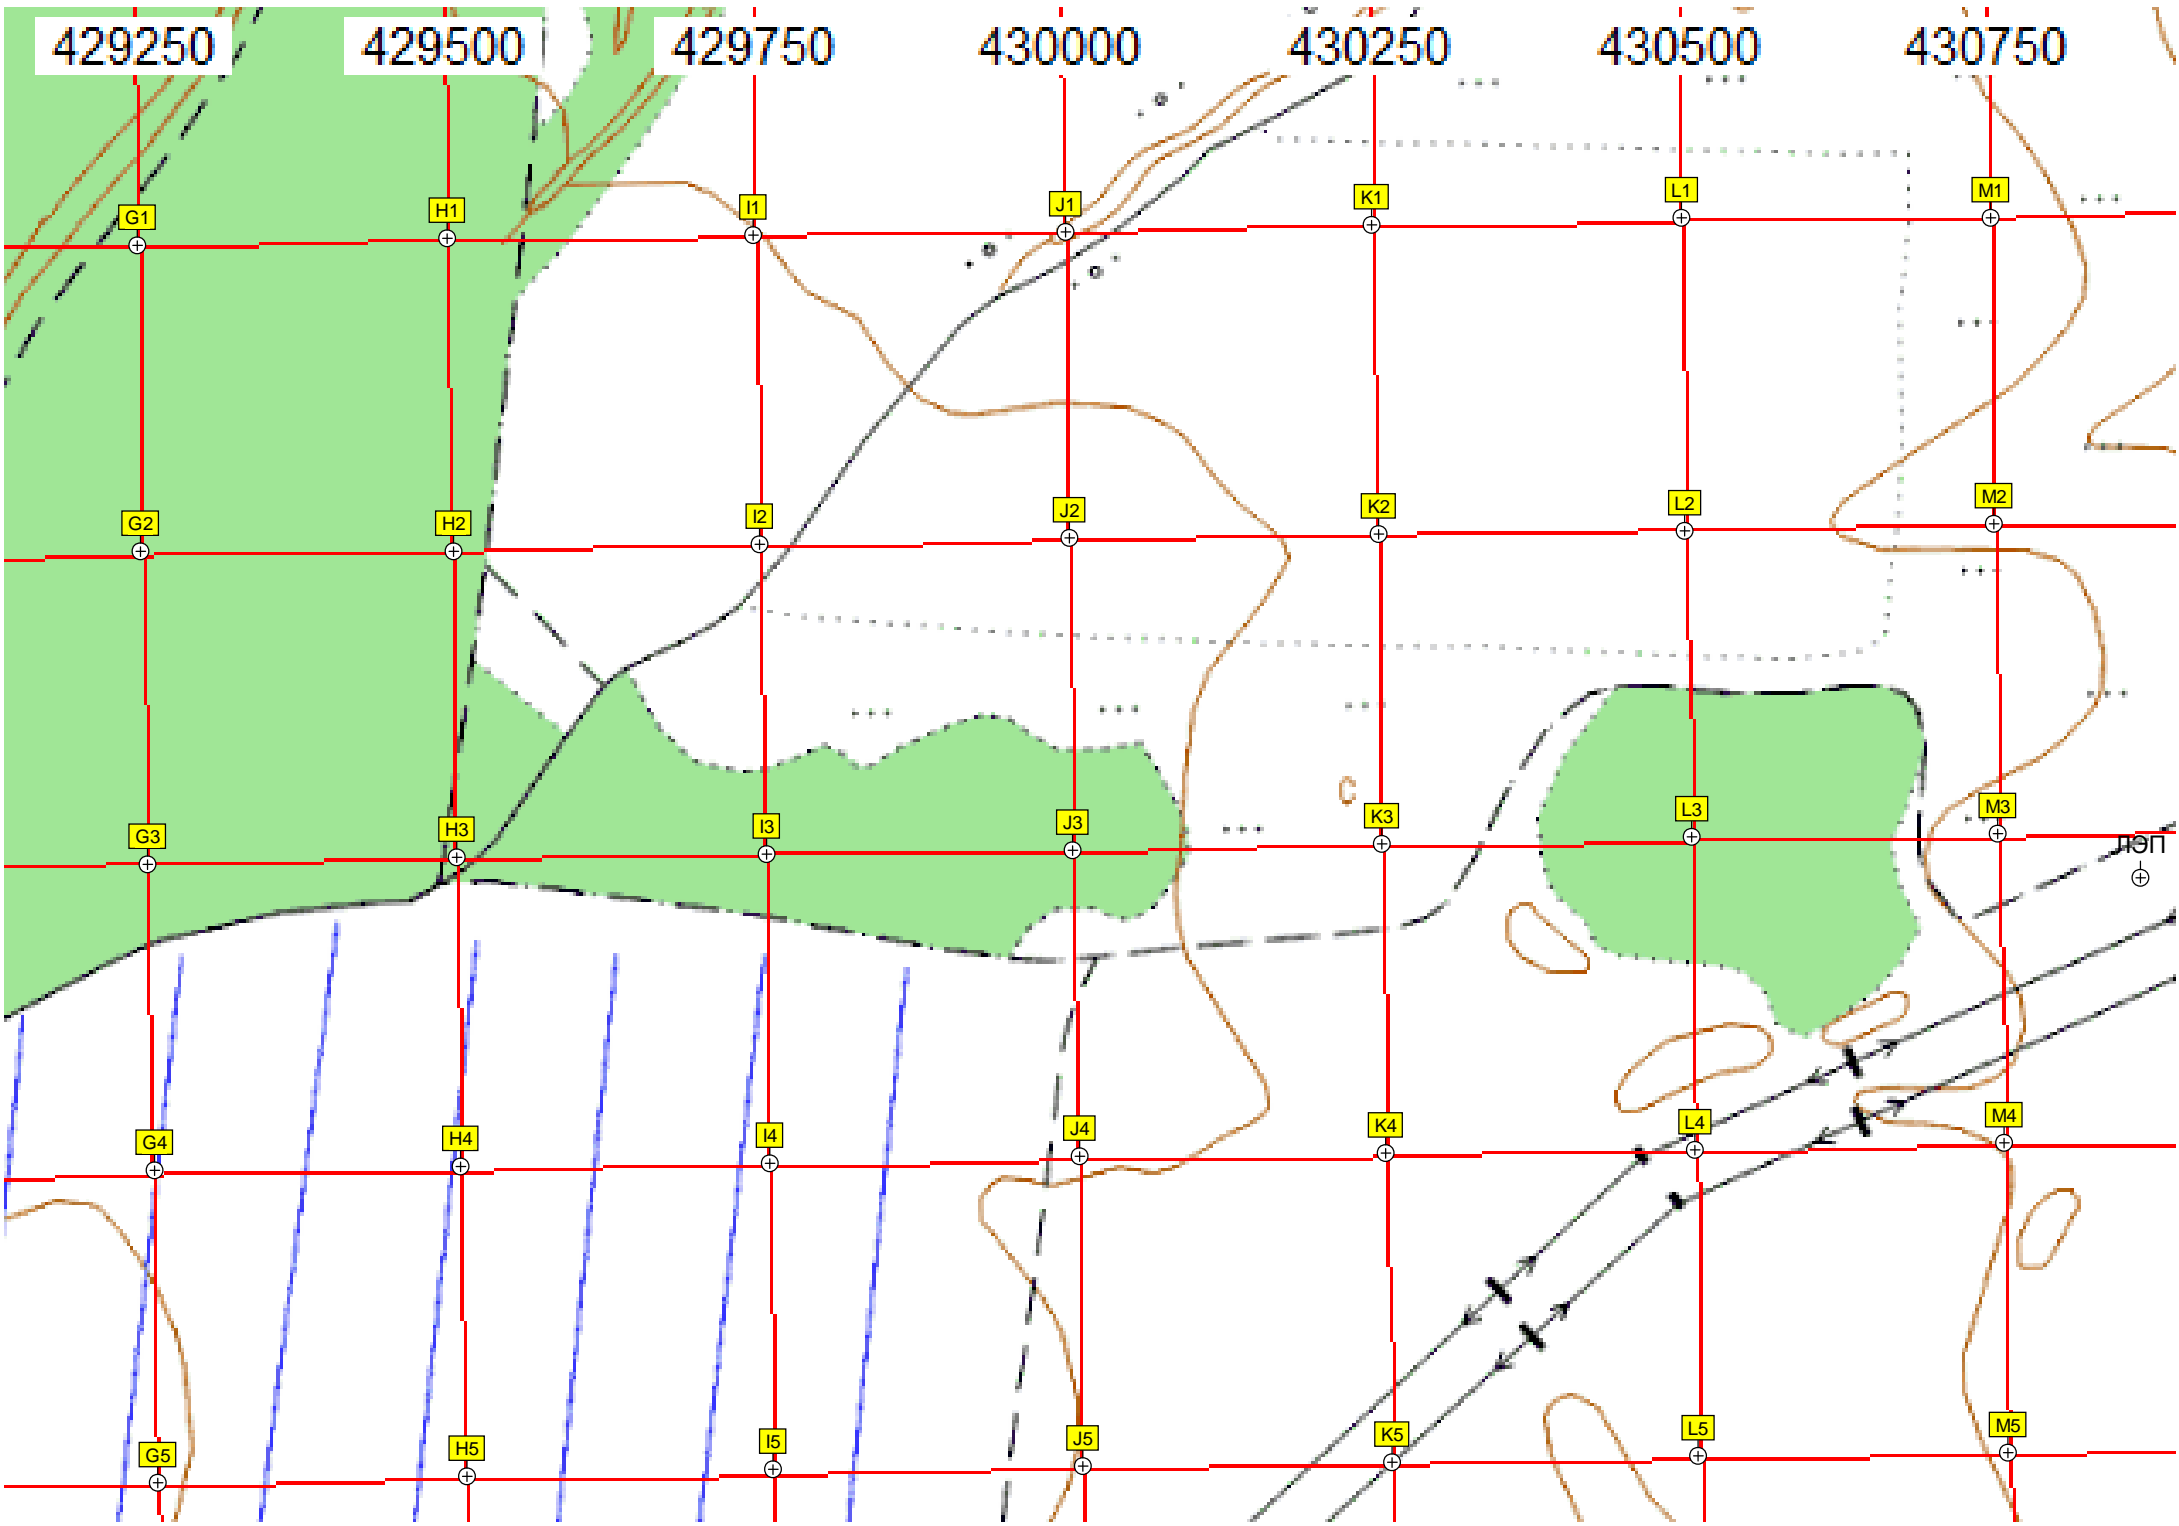 429250 429500 429750 430000 430250 430500 430750
G1 H1 I1 J1 K1 L1 M1
G2 H2 I2 J2 K2 L2 M2
G3 H3 I3 J3 K3 L3 M3
С
ПЭП
G4 H4 I4 J4 K4 L4 M4
G5 H5 I5 J5 K5 L5 M5